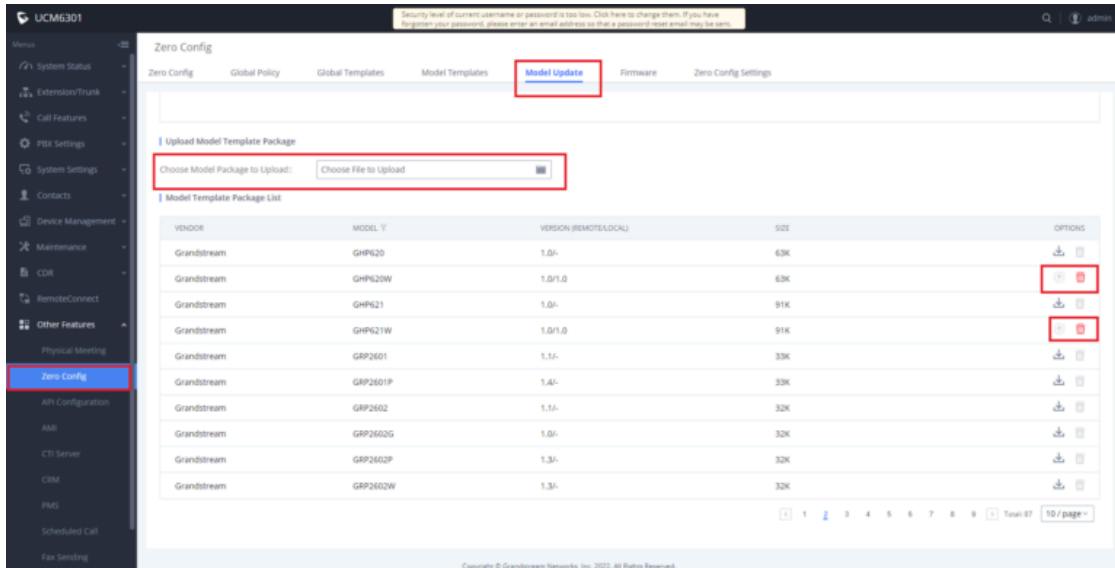 UCM6301
Security level of current username or password is too low. Click here to change them. If you have
forgotten your password, please enter an email address so that a password reset email may be sent.
admin
Menus
System Status
Extension/Trunk
Call Features
PBX Settings
System Settings
Contacts
Device Management
Maintenance
CDR
RemoteConnect
Other Features
Physical Meeting
Zero Config
API Configuration
AMI
CTI Server
CRM
PMS
Scheduled Call
Fax Sending
Zero Config
Zero Config Global Policy Global Templates Model Templates Model Update Firmware Zero Config Settings
Upload Model Template Package
Choose Model Package to Upload: Choose File to Upload
Model Template Package List
VENDOR MODEL VERSION (REMOTE/LOCAL) SIZE OPTIONS
Grandstream GHP620 1.0/- 63K
Grandstream GHP620W 1.0/1.0 63K
Grandstream GHP621 1.0/- 91K
Grandstream GHP621W 1.0/1.0 91K
Grandstream GRP2601 1.1/- 33K
Grandstream GRP2601P 1.4/- 33K
Grandstream GRP2602 1.1/- 32K
Grandstream GRP2602G 1.0/- 32K
Grandstream GRP2602P 1.3/- 32K
Grandstream GRP2602W 1.3/- 32K
1 2 3 4 5 6 7 8 9 Total: 87 10 / page
Copyright © Grandstream Networks, Inc. 2022. All Rights Reserved.